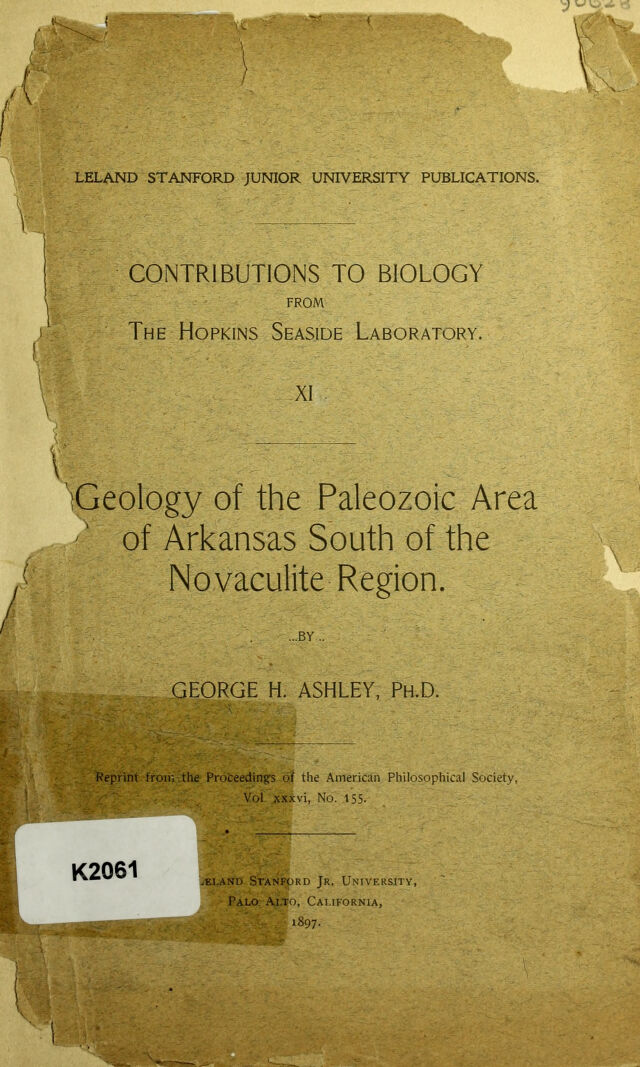 LELAND STANFORD JUNIOR UNIVERSITY PUBLICATIONS.
CONTRIBUTIONS TO BIOLOGY
FROM
THE HOPKINS SEASIDE LABORATORY.
XI
Geology of the Paleozoic Area
of Arkansas South of the
Novaculite Region.
...BY..
GEORGE H. ASHLEY, PH.D.
Reprint from the Proceedings of the American Philosophical Society,
Vol. xxxvi, No. 155.
K2061
LELAND STANFORD JR. UNIVERSITY,
PALO ALTO, CALIFORNIA,
1897.